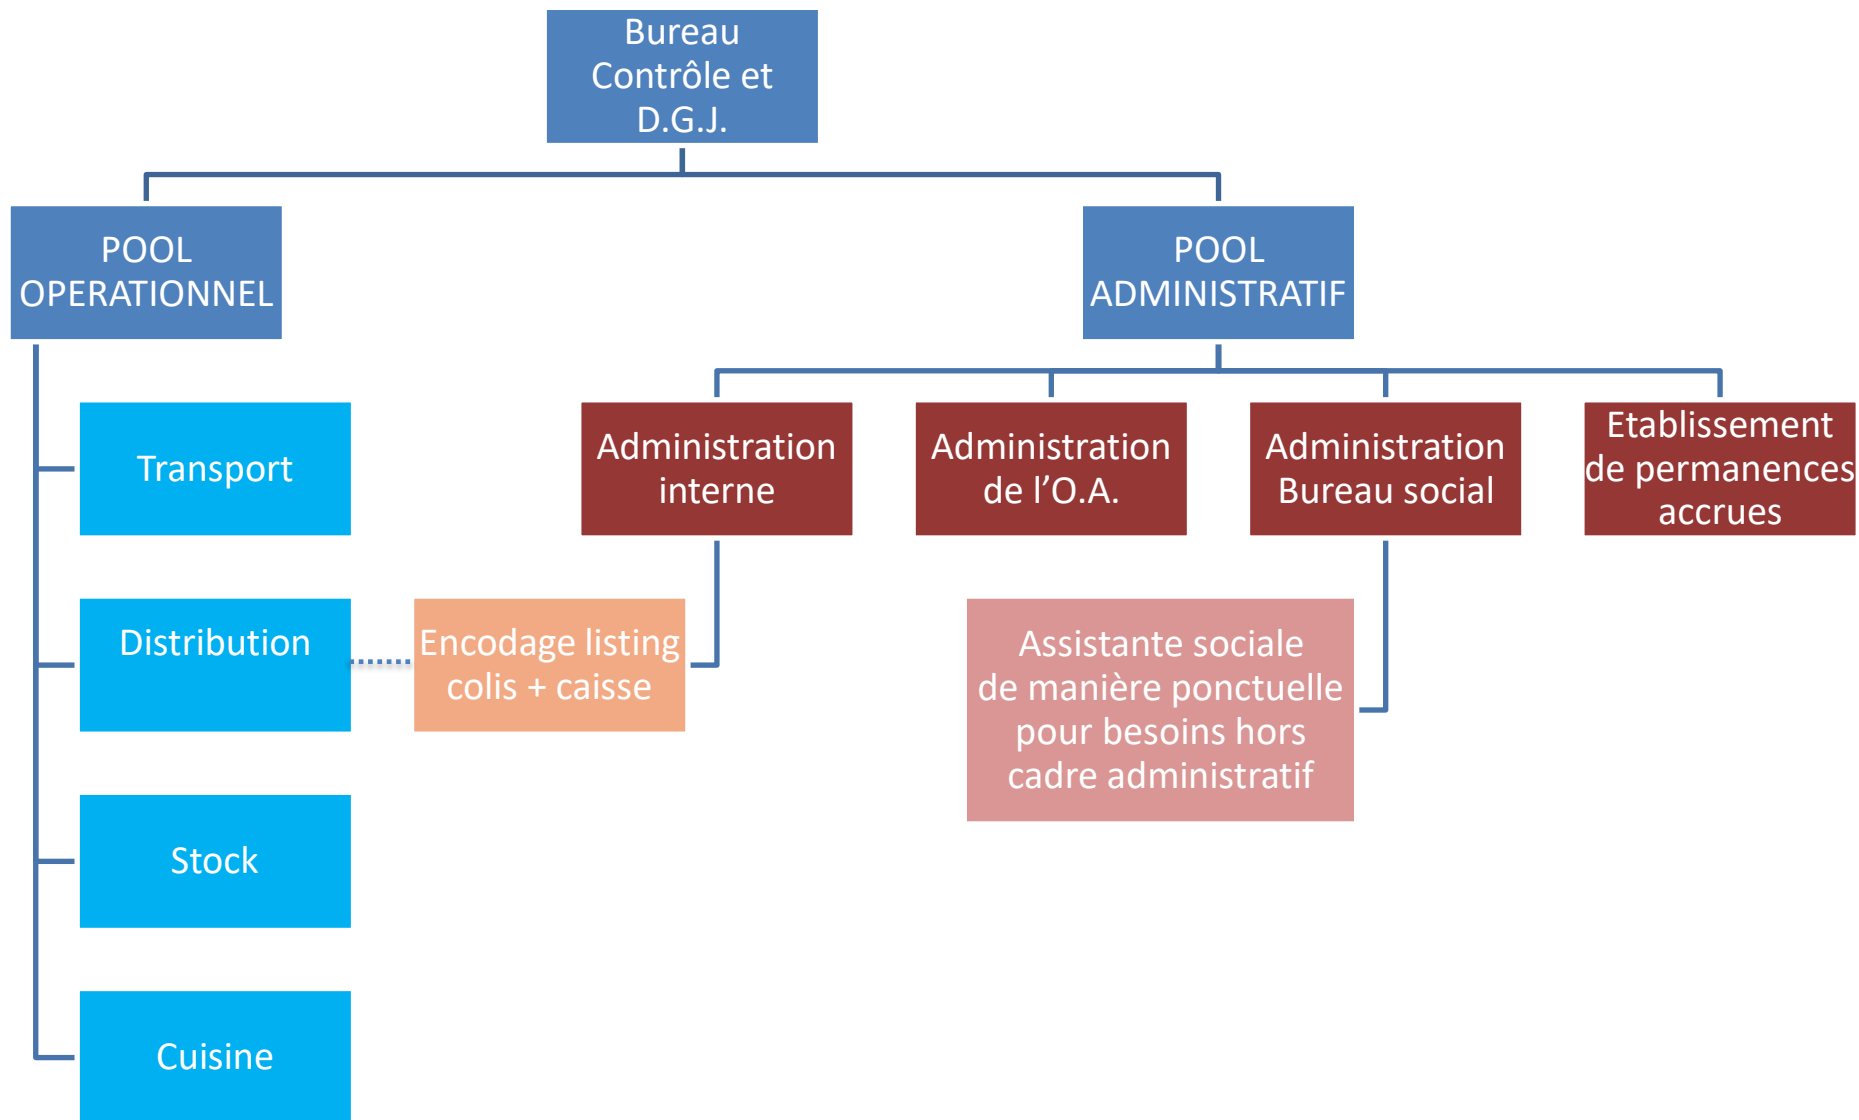 Bureau
Contrôle et
D.G.J.
POOL
OPERATIONNEL
POOL
ADMINISTRATIF
Transport
Administration
interne
Administration
de l’O.A.
Administration
Bureau social
Etablissement
de permanences
accrues
Distribution
Encodage listing
colis + caisse
Assistante sociale
de manière ponctuelle
pour besoins hors
cadre administratif
Stock
Cuisine